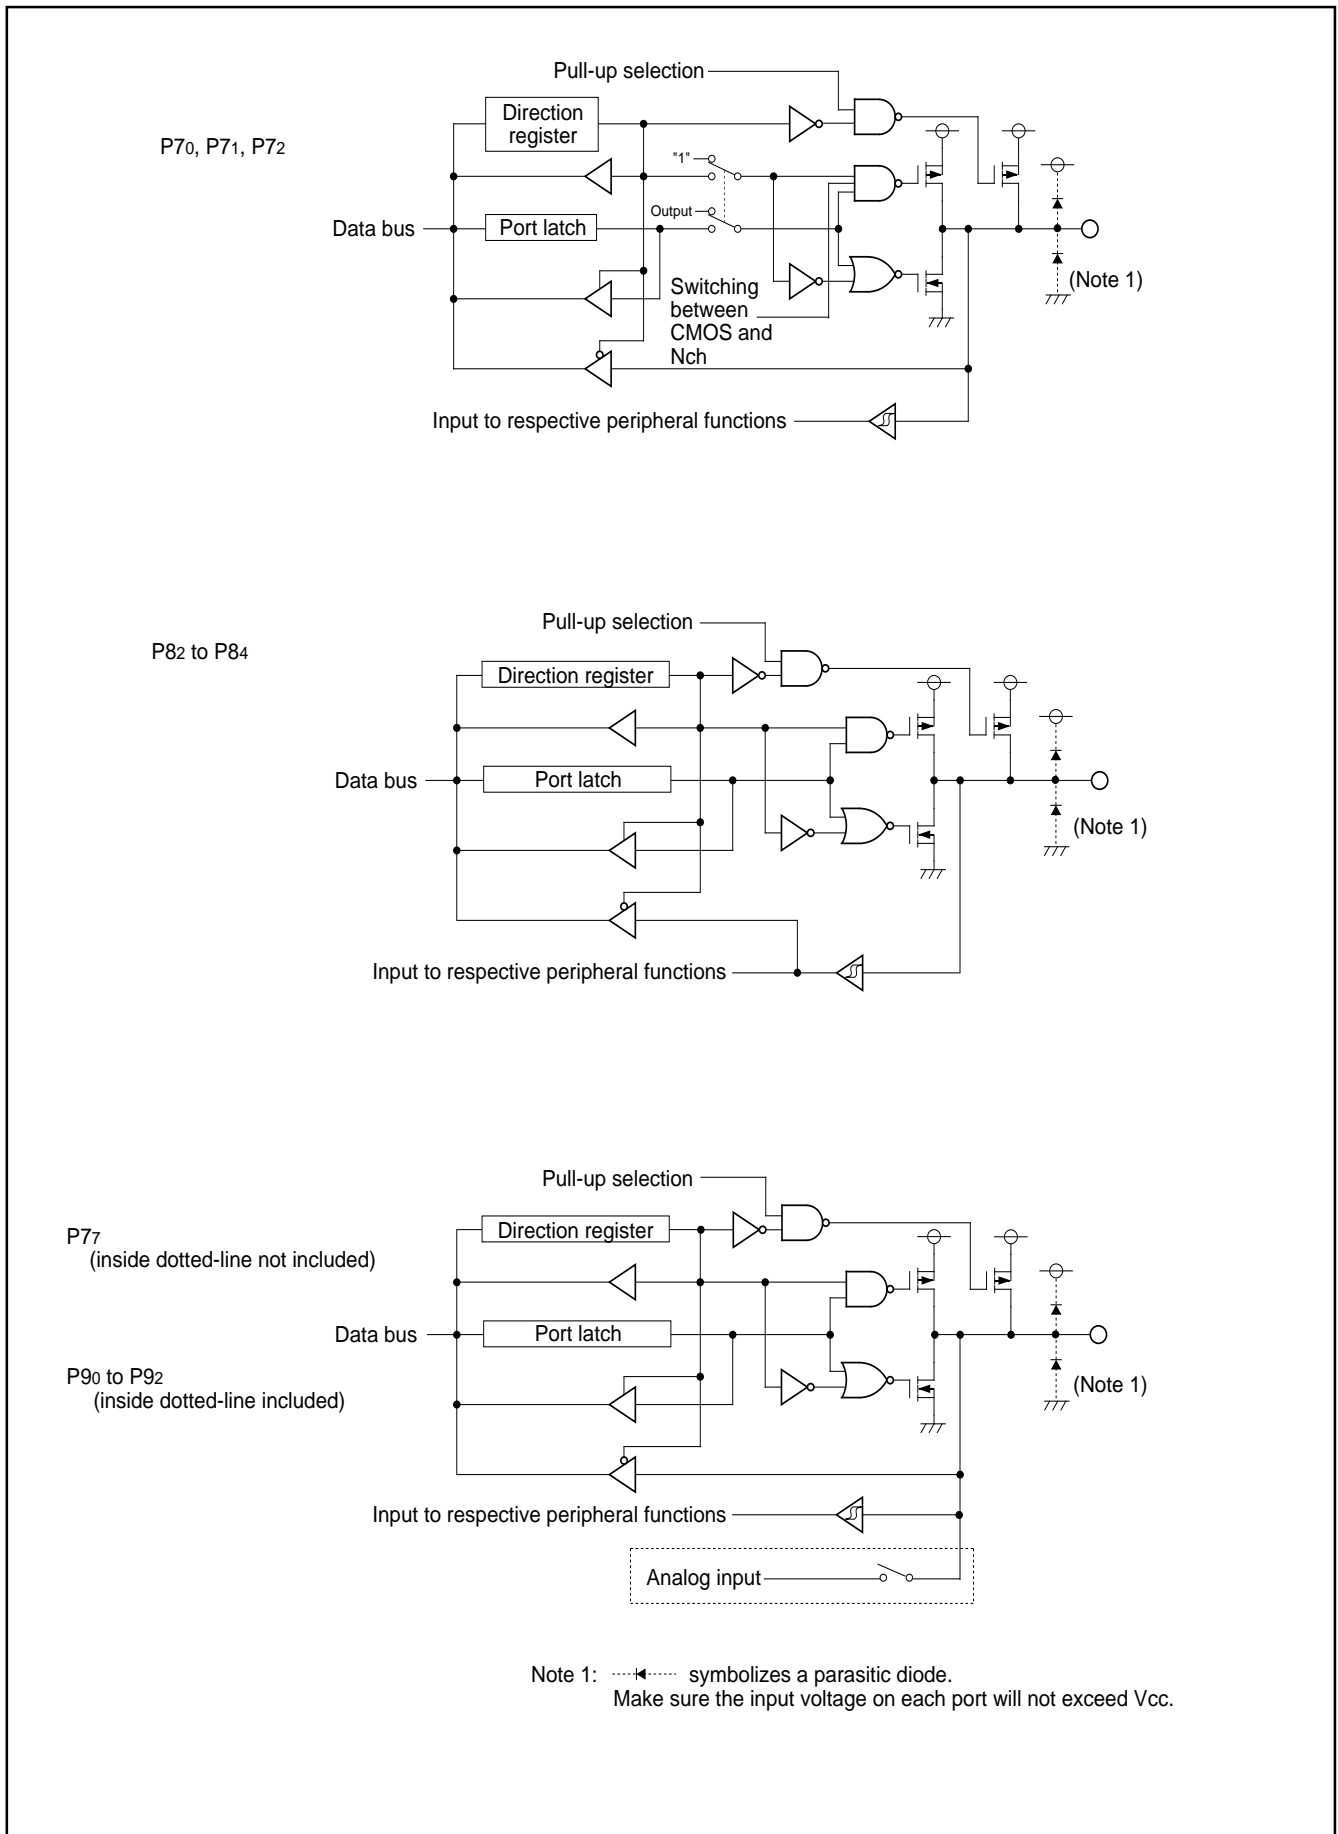 Pull-up selection
Direction
register
P70, P71, P72
"1"
Output
Data bus
Port latch
(Note 1)
Switching
between
CMOS and
Nch
Input to respective peripheral functions
Pull-up selection
P82 to P84
Direction register
Data bus
Port latch
(Note 1)
Input to respective peripheral functions
Pull-up selection
P77
(inside dotted-line not included)
Direction register
Data bus
Port latch
P90 to P92
(inside dotted-line included)
(Note 1)
Input to respective peripheral functions
Analog input
Note 1: symbolizes a parasitic diode.
Make sure the input voltage on each port will not exceed Vcc.